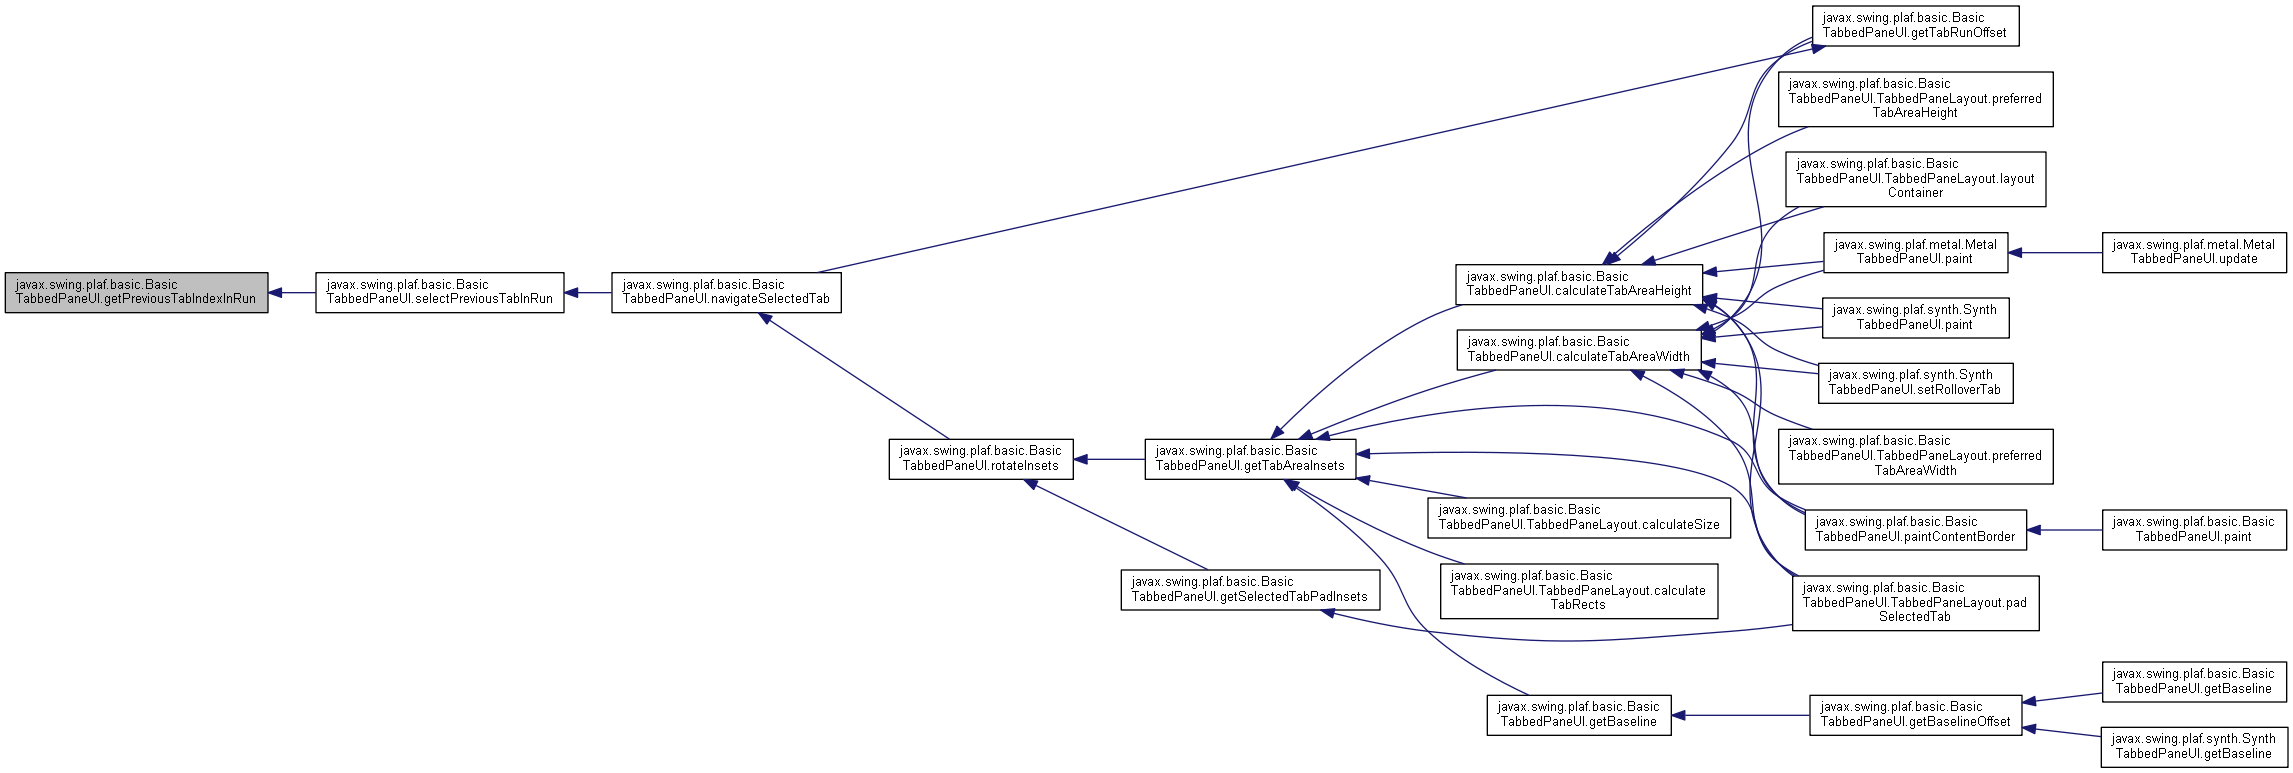 javax.swing.plaf.basic.Basic
TabbedPaneUI.getPreviousTabIndexInRun
javax.swing.plaf.basic.Basic
TabbedPaneUI.selectPreviousTabInRun
javax.swing.plaf.basic.Basic
TabbedPaneUI.navigateSelectedTab
javax.swing.plaf.basic.Basic
TabbedPaneUI.rotateInsets
javax.swing.plaf.basic.Basic
TabbedPaneUI.getTabAreaInsets
javax.swing.plaf.basic.Basic
TabbedPaneUI.getSelectedTabPadInsets
javax.swing.plaf.basic.Basic
TabbedPaneUI.calculateTabAreaHeight
javax.swing.plaf.basic.Basic
TabbedPaneUI.calculateTabAreaWidth
javax.swing.plaf.basic.Basic
TabbedPaneUI.TabbedPaneLayout.calculateSize
javax.swing.plaf.basic.Basic
TabbedPaneUI.TabbedPaneLayout.calculate
TabRects
javax.swing.plaf.basic.Basic
TabbedPaneUI.getBaseline
javax.swing.plaf.basic.Basic
TabbedPaneUI.getTabRunOffset
javax.swing.plaf.basic.Basic
TabbedPaneUI.TabbedPaneLayout.preferred
TabAreaHeight
javax.swing.plaf.basic.Basic
TabbedPaneUI.TabbedPaneLayout.layout
Container
javax.swing.plaf.metal.Metal
TabbedPaneUI.paint
javax.swing.plaf.synth.Synth
TabbedPaneUI.paint
javax.swing.plaf.synth.Synth
TabbedPaneUI.setRolloverTab
javax.swing.plaf.basic.Basic
TabbedPaneUI.TabbedPaneLayout.preferred
TabAreaWidth
javax.swing.plaf.basic.Basic
TabbedPaneUI.paintContentBorder
javax.swing.plaf.basic.Basic
TabbedPaneUI.TabbedPaneLayout.pad
SelectedTab
javax.swing.plaf.basic.Basic
TabbedPaneUI.getBaselineOffset
javax.swing.plaf.metal.Metal
TabbedPaneUI.update
javax.swing.plaf.basic.Basic
TabbedPaneUI.paint
javax.swing.plaf.basic.Basic
TabbedPaneUI.getBaseline
javax.swing.plaf.synth.Synth
TabbedPaneUI.getBaseline